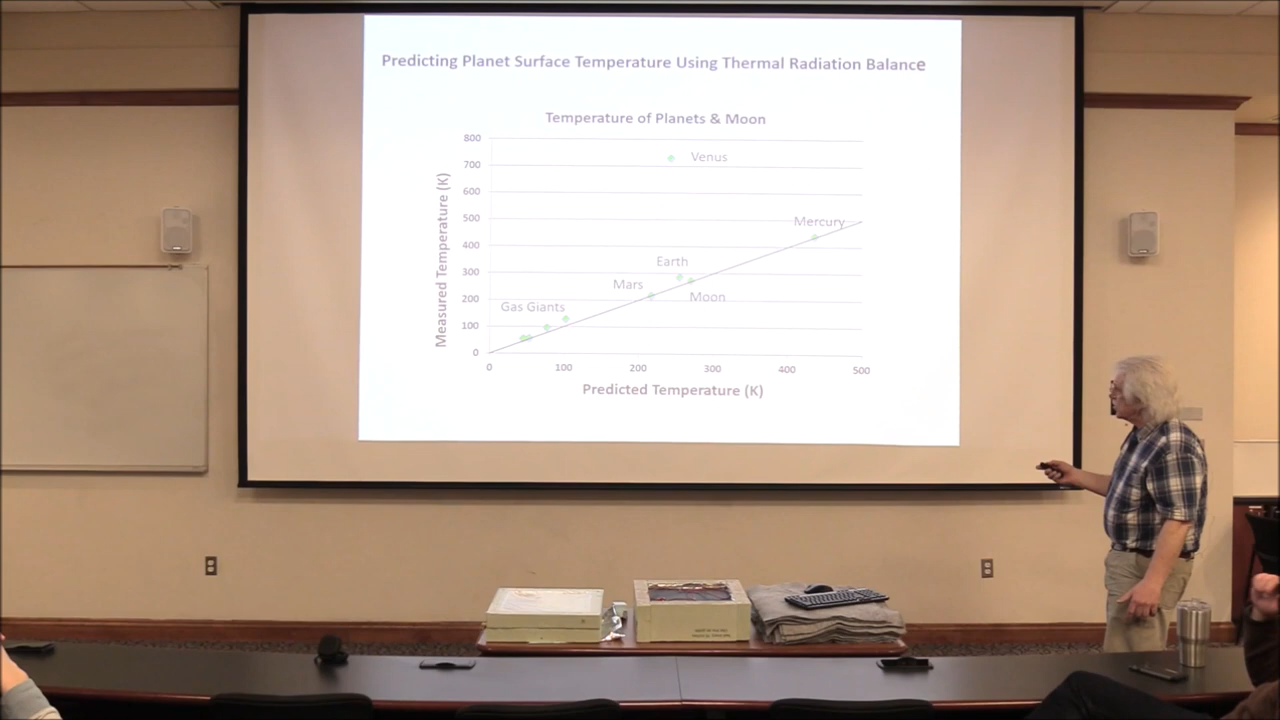 Predicting Planet Surface Temperature Using Thermal Radiation Balance
Temperature of Planets & Moon
800
700
600
500
400
300
200
100
0
Measured Temperature (K)
Venus
Mercury
Earth
Mars
Moon
Gas Giants
0 100 200 300 400 500
Predicted Temperature (K)